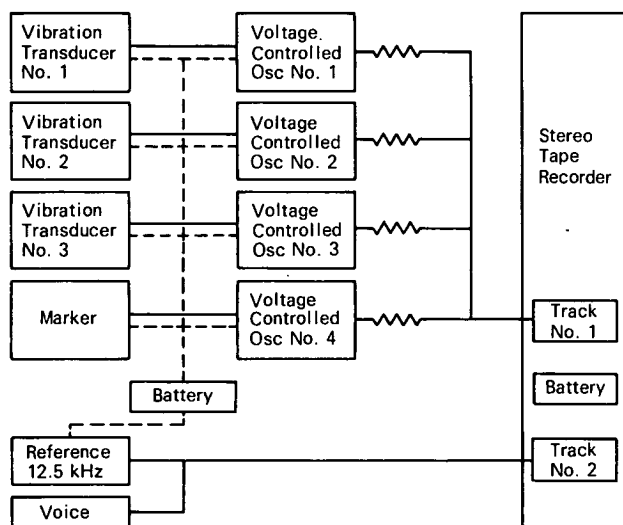 Vibration
Transducer
No. 1
Voltage.
Controlled
Osc No. 1
Vibration
Transducer
No. 2
Voltage
Controlled
Osc No. 2
Stereo
Tape
Recorder
Vibration
Transducer
No. 3
Voltage
Controlled
Osc No. 3
Marker
Voltage
Controlled
Osc No. 4
Track
No. 1
Battery
Battery
Reference
12.5 kHz
Track
No. 2
Voice